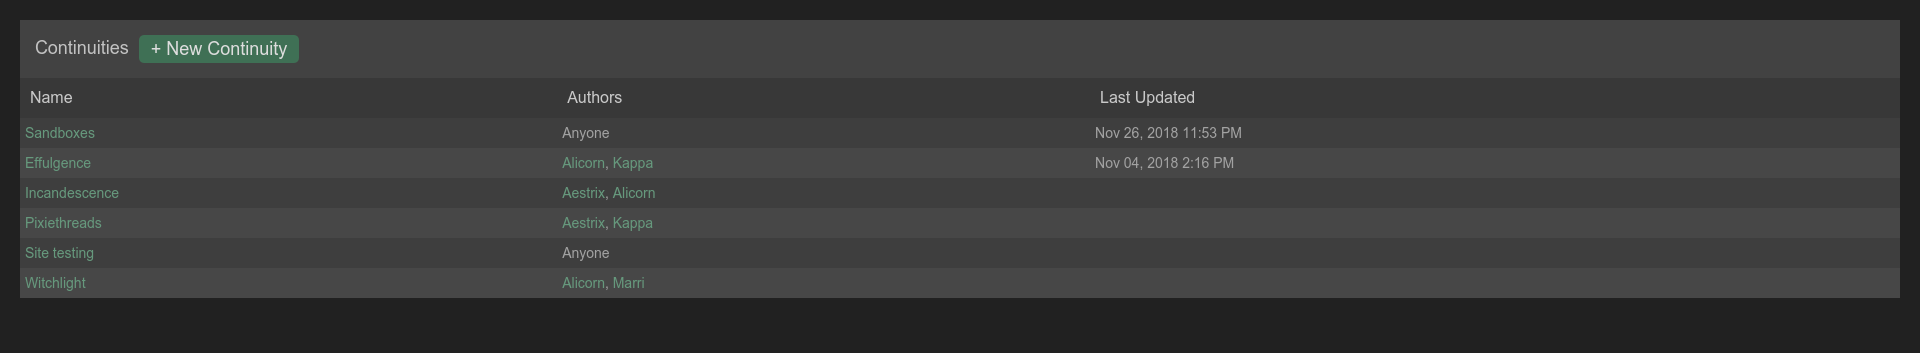 Continuities + New Continuity
Name Authors Last Updated
Sandboxes Anyone Nov 26, 2018 11:53 PM
Effulgence Alicorn, Kappa Nov 04, 2018 2:16 PM
Incandescence Aestrix, Alicorn
Pixiethreads Aestrix, Kappa
Site testing Anyone
Witchlight Alicorn, Marri